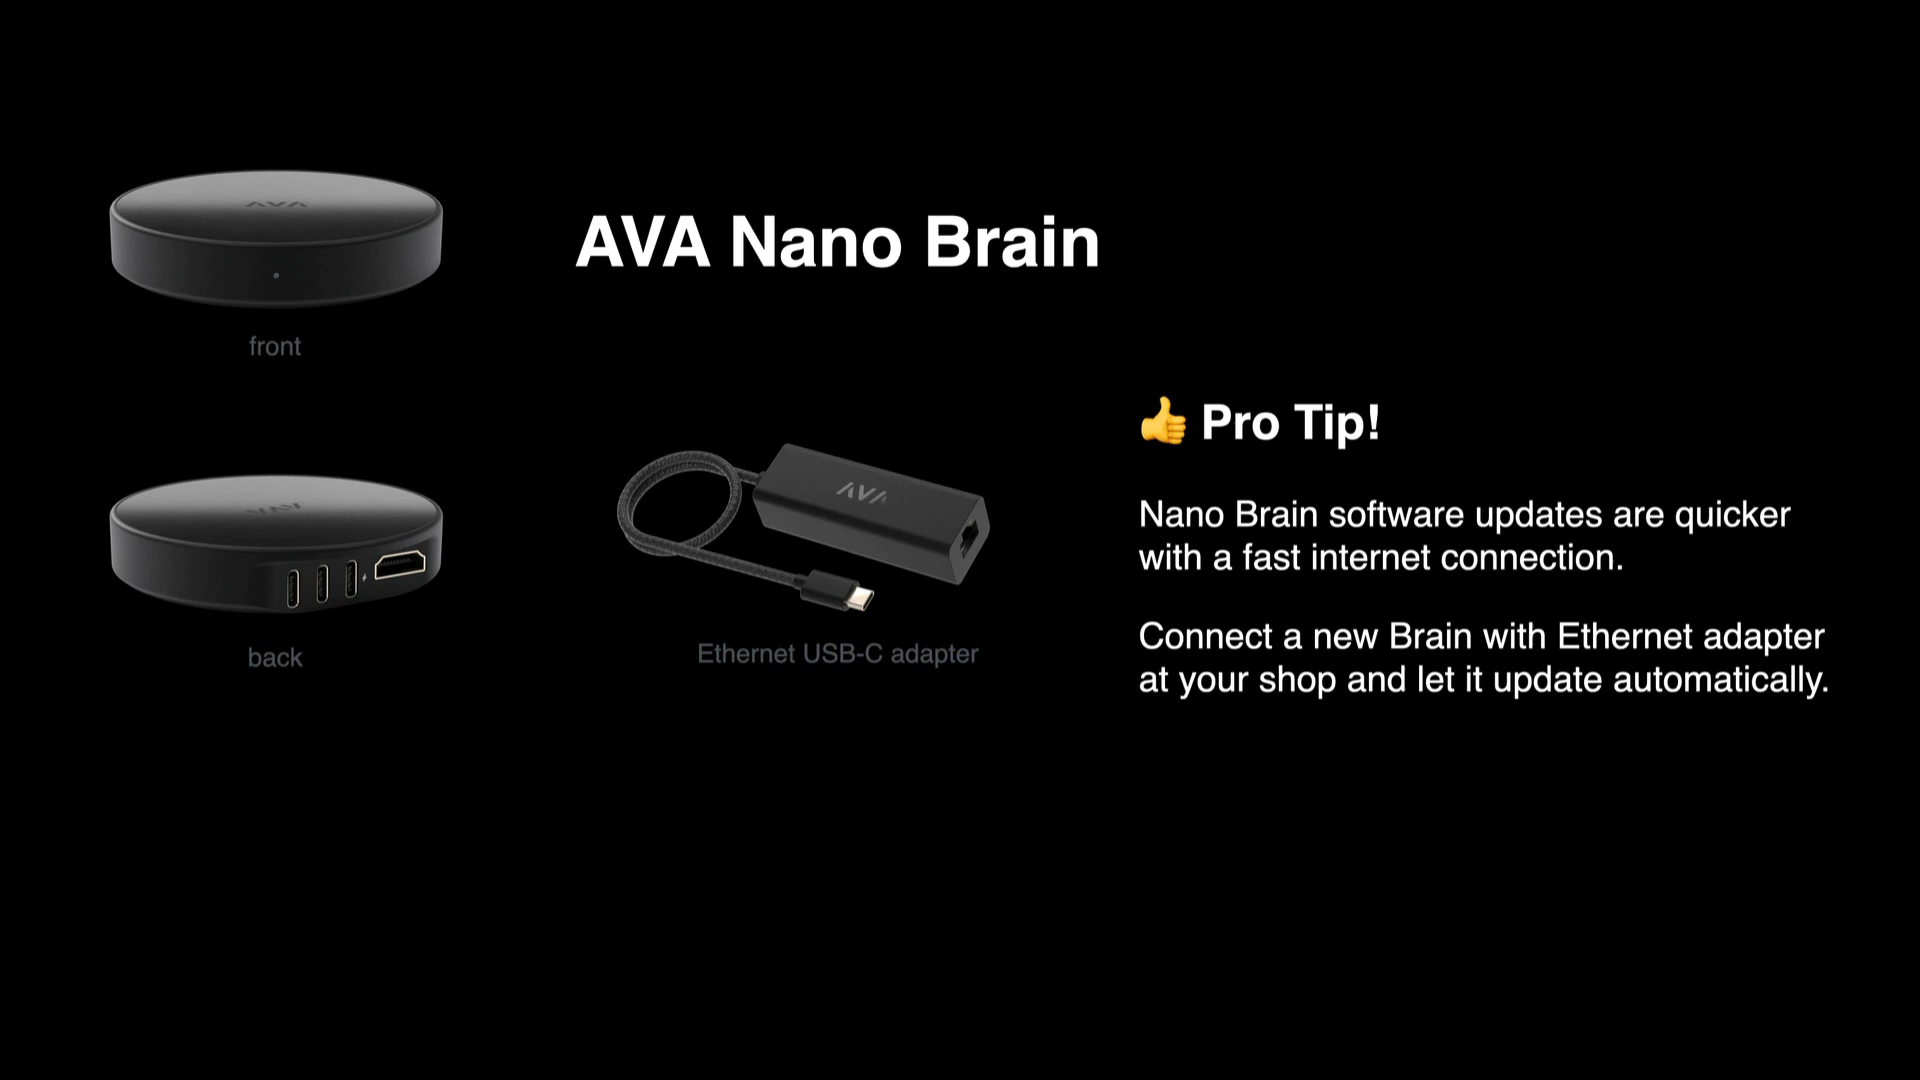 AVA
front
AVA Nano Brain
AVA
back
AVA
Ethernet USB-C adapter
👍 Pro Tip!
Nano Brain software updates are quicker
with a fast internet connection.
Connect a new Brain with Ethernet adapter
at your shop and let it update automatically.